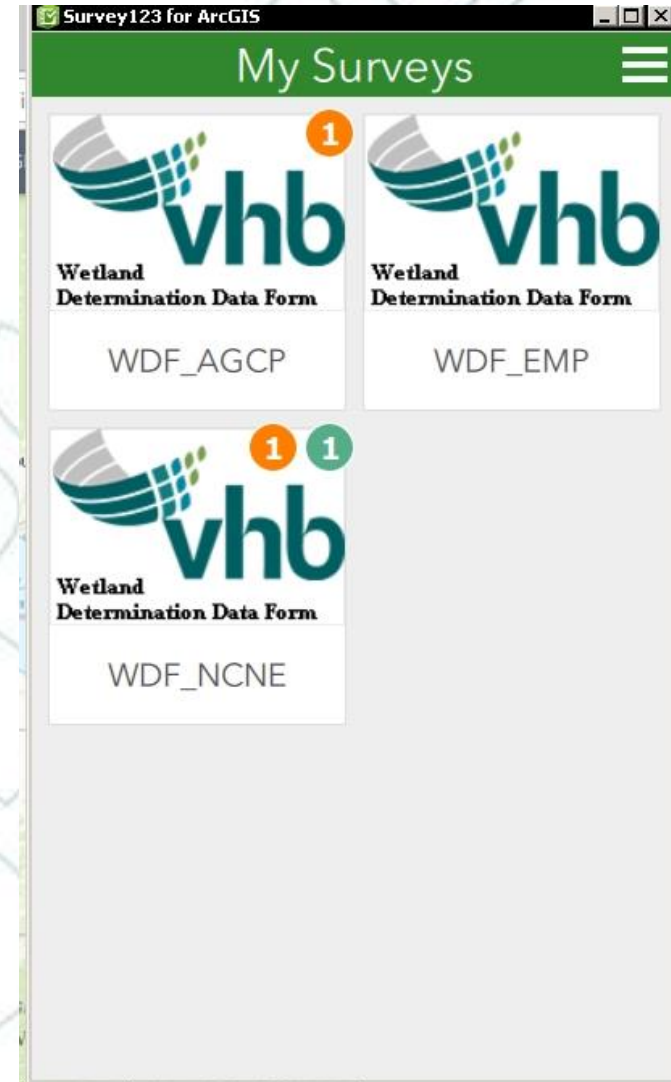 Survey123 for ArcGIS
My Surveys
1
vhb
Wetland
Determination Data Form
WDF_AGCP
vhb
Wetland
Determination Data Form
WDF_EMP
1 1
vhb
Wetland
Determination Data Form
WDF_NCNE